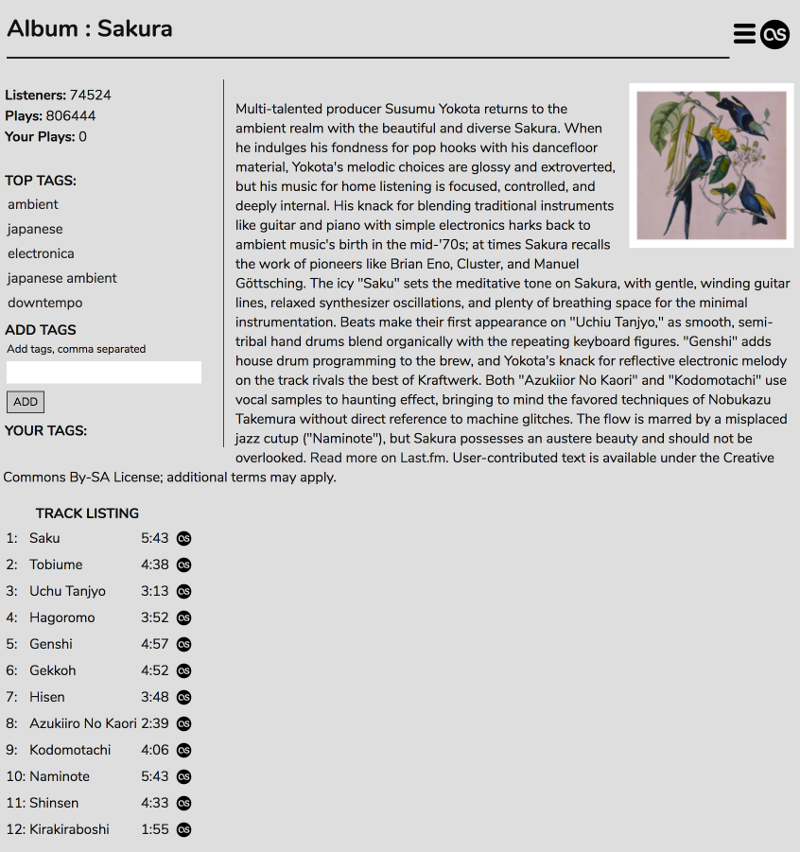 Album : Sakura
Listeners: 74524
Plays: 806444
Your Plays: 0
TOP TAGS:
ambient
japanese
electronica
japanese ambient
downtempo
ADD TAGS
Add tags, comma separated
ADD
YOUR TAGS:
Multi-talented producer Susumu Yokota returns to the
ambient realm with the beautiful and diverse Sakura. When
he indulges his fondness for pop hooks with his dancefloor
material, Yokota's melodic choices are glossy and extroverted,
but his music for home listening is focused, controlled, and
deeply internal. His knack for blending traditional instruments
like guitar and piano with simple electronics harks back to
ambient music's birth in the mid-'70s; at times Sakura recalls
the work of pioneers like Brian Eno, Cluster, and Manuel
Göttsching. The icy "Saku" sets the meditative tone on Sakura, with gentle, winding guitar
lines, relaxed synthesizer oscillations, and plenty of breathing space for the minimal
instrumentation. Beats make their first appearance on "Uchiu Tanjyo," as smooth, semi-
tribal hand drums blend organically with the repeating keyboard figures. "Genshi" adds
house drum programming to the brew, and Yokota's knack for reflective electronic melody
on the track rivals the best of Kraftwerk. Both "Azukiior No Kaori" and "Kodomotachi" use
vocal samples to haunting effect, bringing to mind the favored techniques of Nobukazu
Takemura without direct reference to machine glitches. The flow is marred by a misplaced
jazz cutup ("Naminote"), but Sakura possesses an austere beauty and should not be
overlooked. Read more on Last.fm. User-contributed text is available under the Creative
Commons By-SA License; additional terms may apply.
TRACK LISTING
1: Saku 5:43
2: Tobiume 4:38
3: Uchu Tanjyo 3:13
4: Hagoromo 3:52
5: Genshi 4:57
6: Gekkoh 4:52
7: Hisen 3:48
8: Azukiiro No Kaori 2:39
9: Kodomotachi 4:06
10: Naminote 5:43
11: Shinsen 4:33
12: Kirakiraboshi 1:55